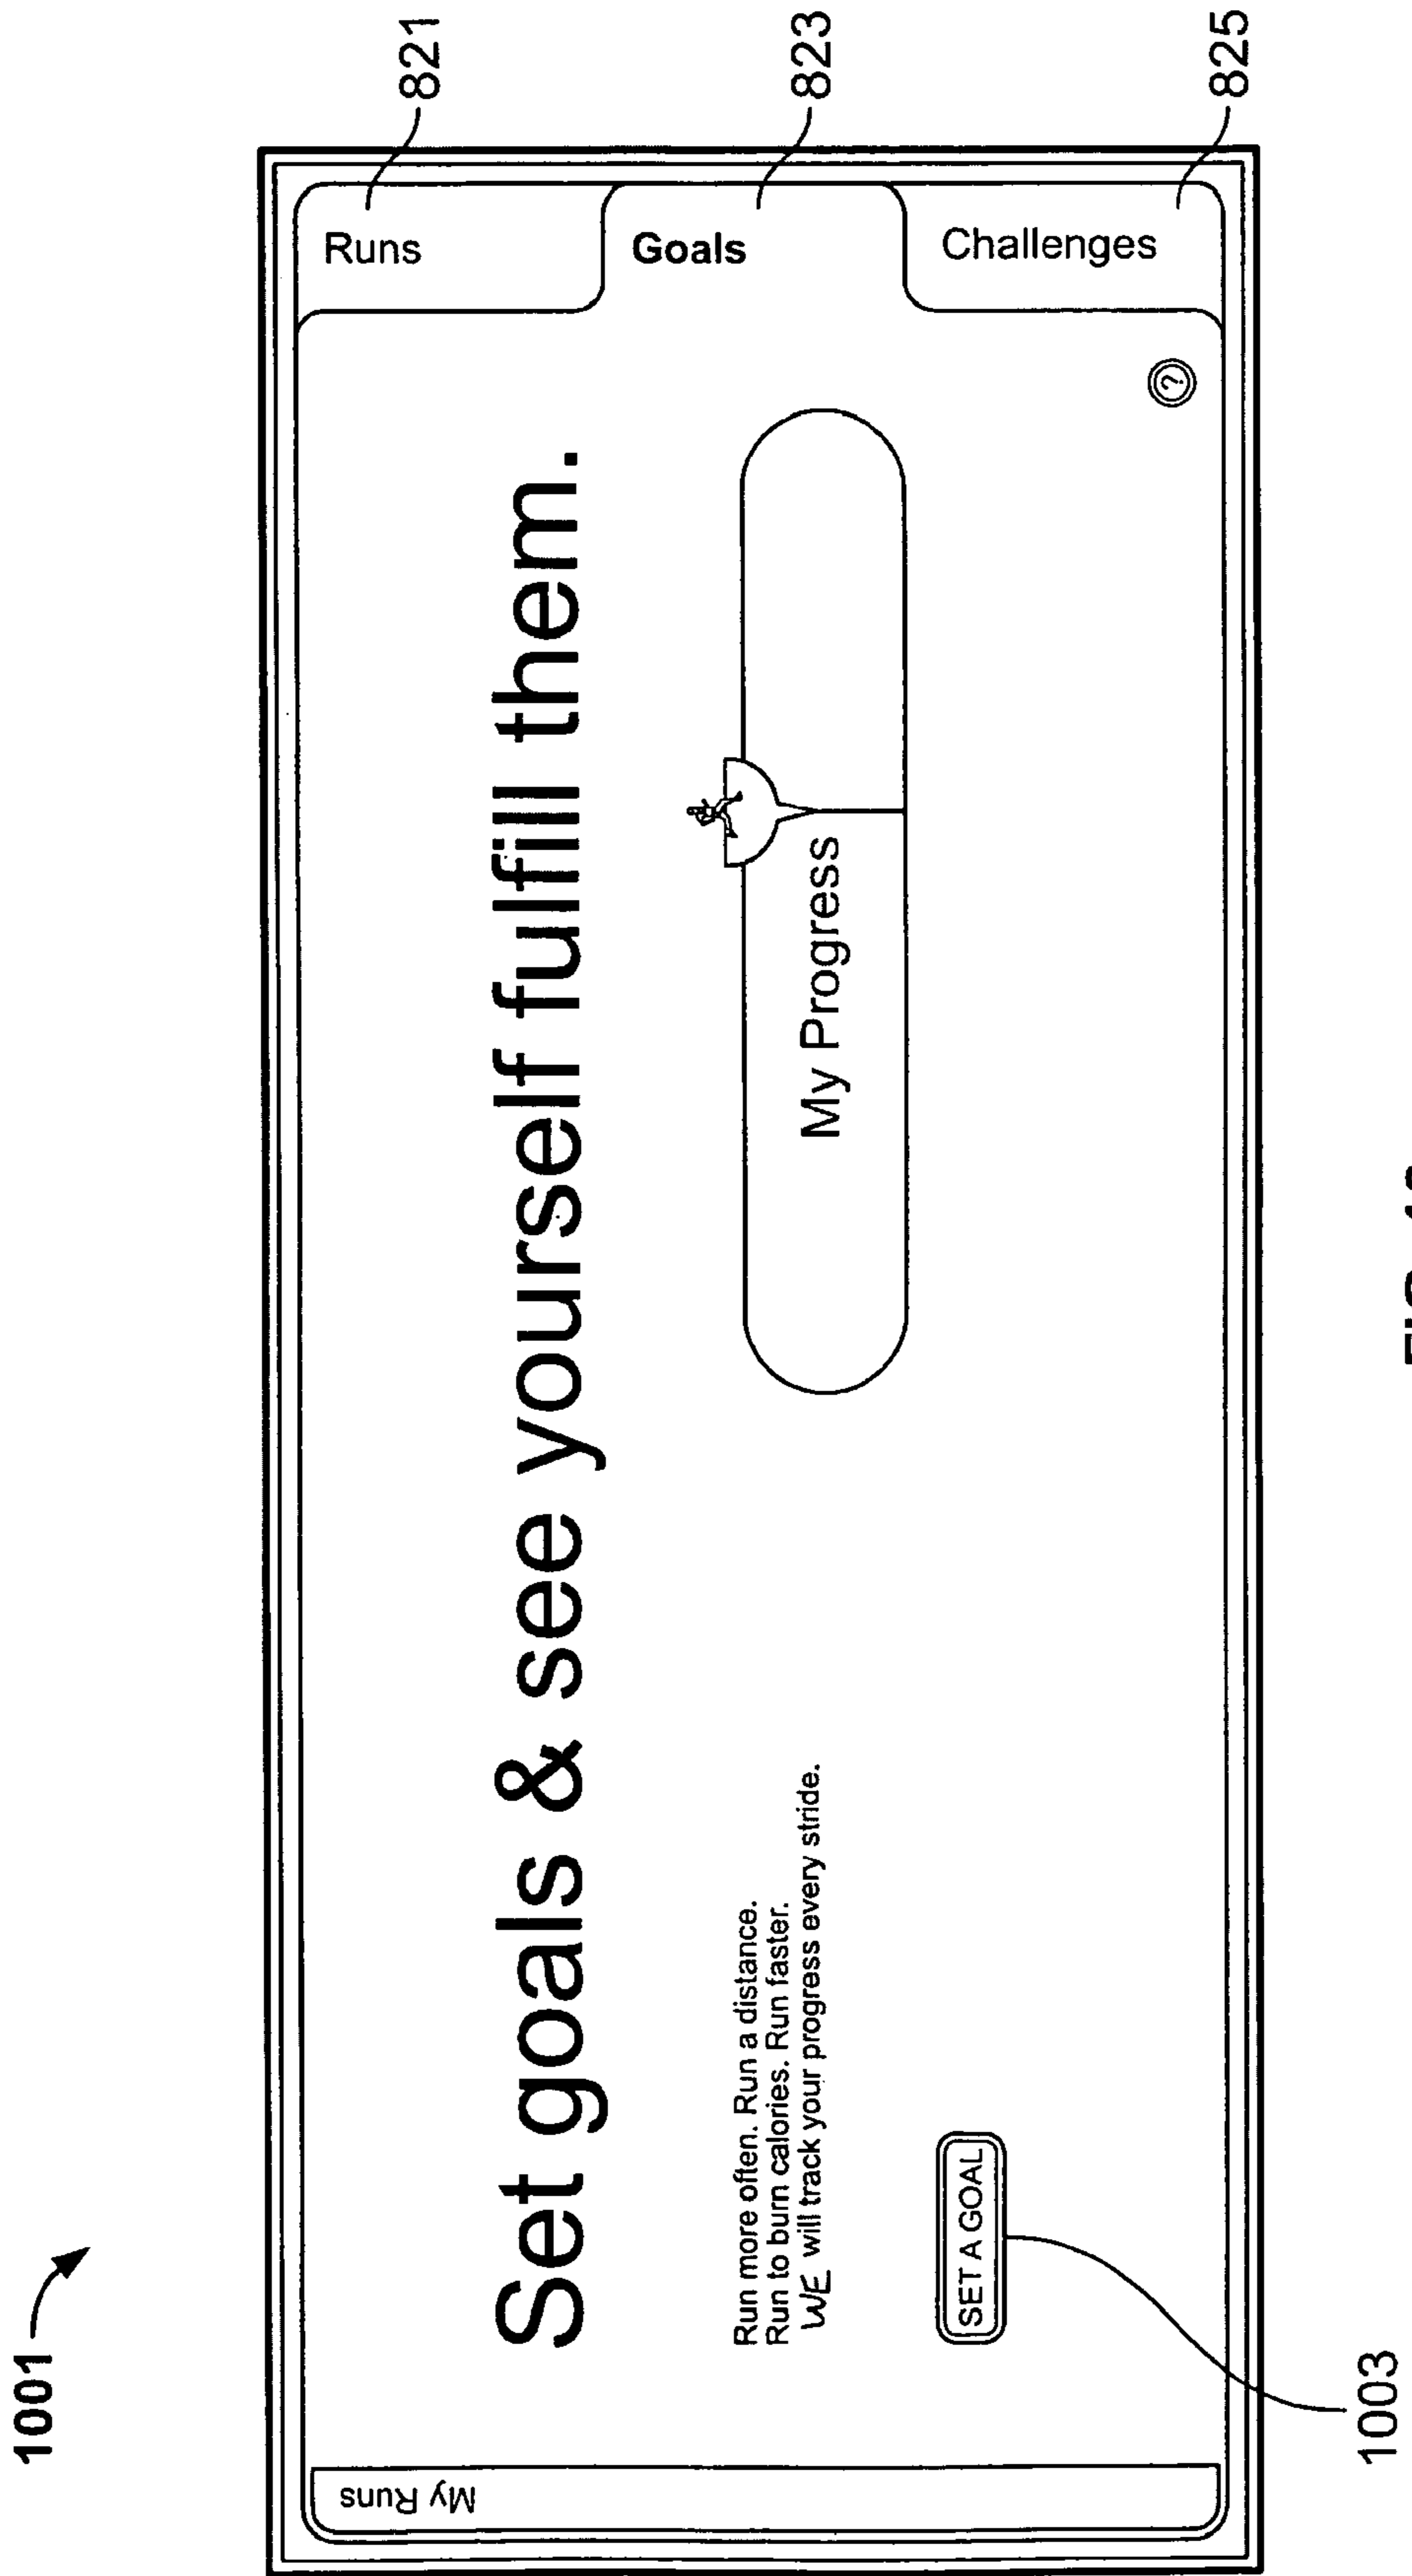 1001
My Runs
Set goals & see yourself fulfill them.
Run more often. Run a distance.
Run to burn calories. Run faster.
WE will track your progress every stride.
SET A GOAL
My Progress
?
Runs
Goals
Challenges
821
823
825
1003